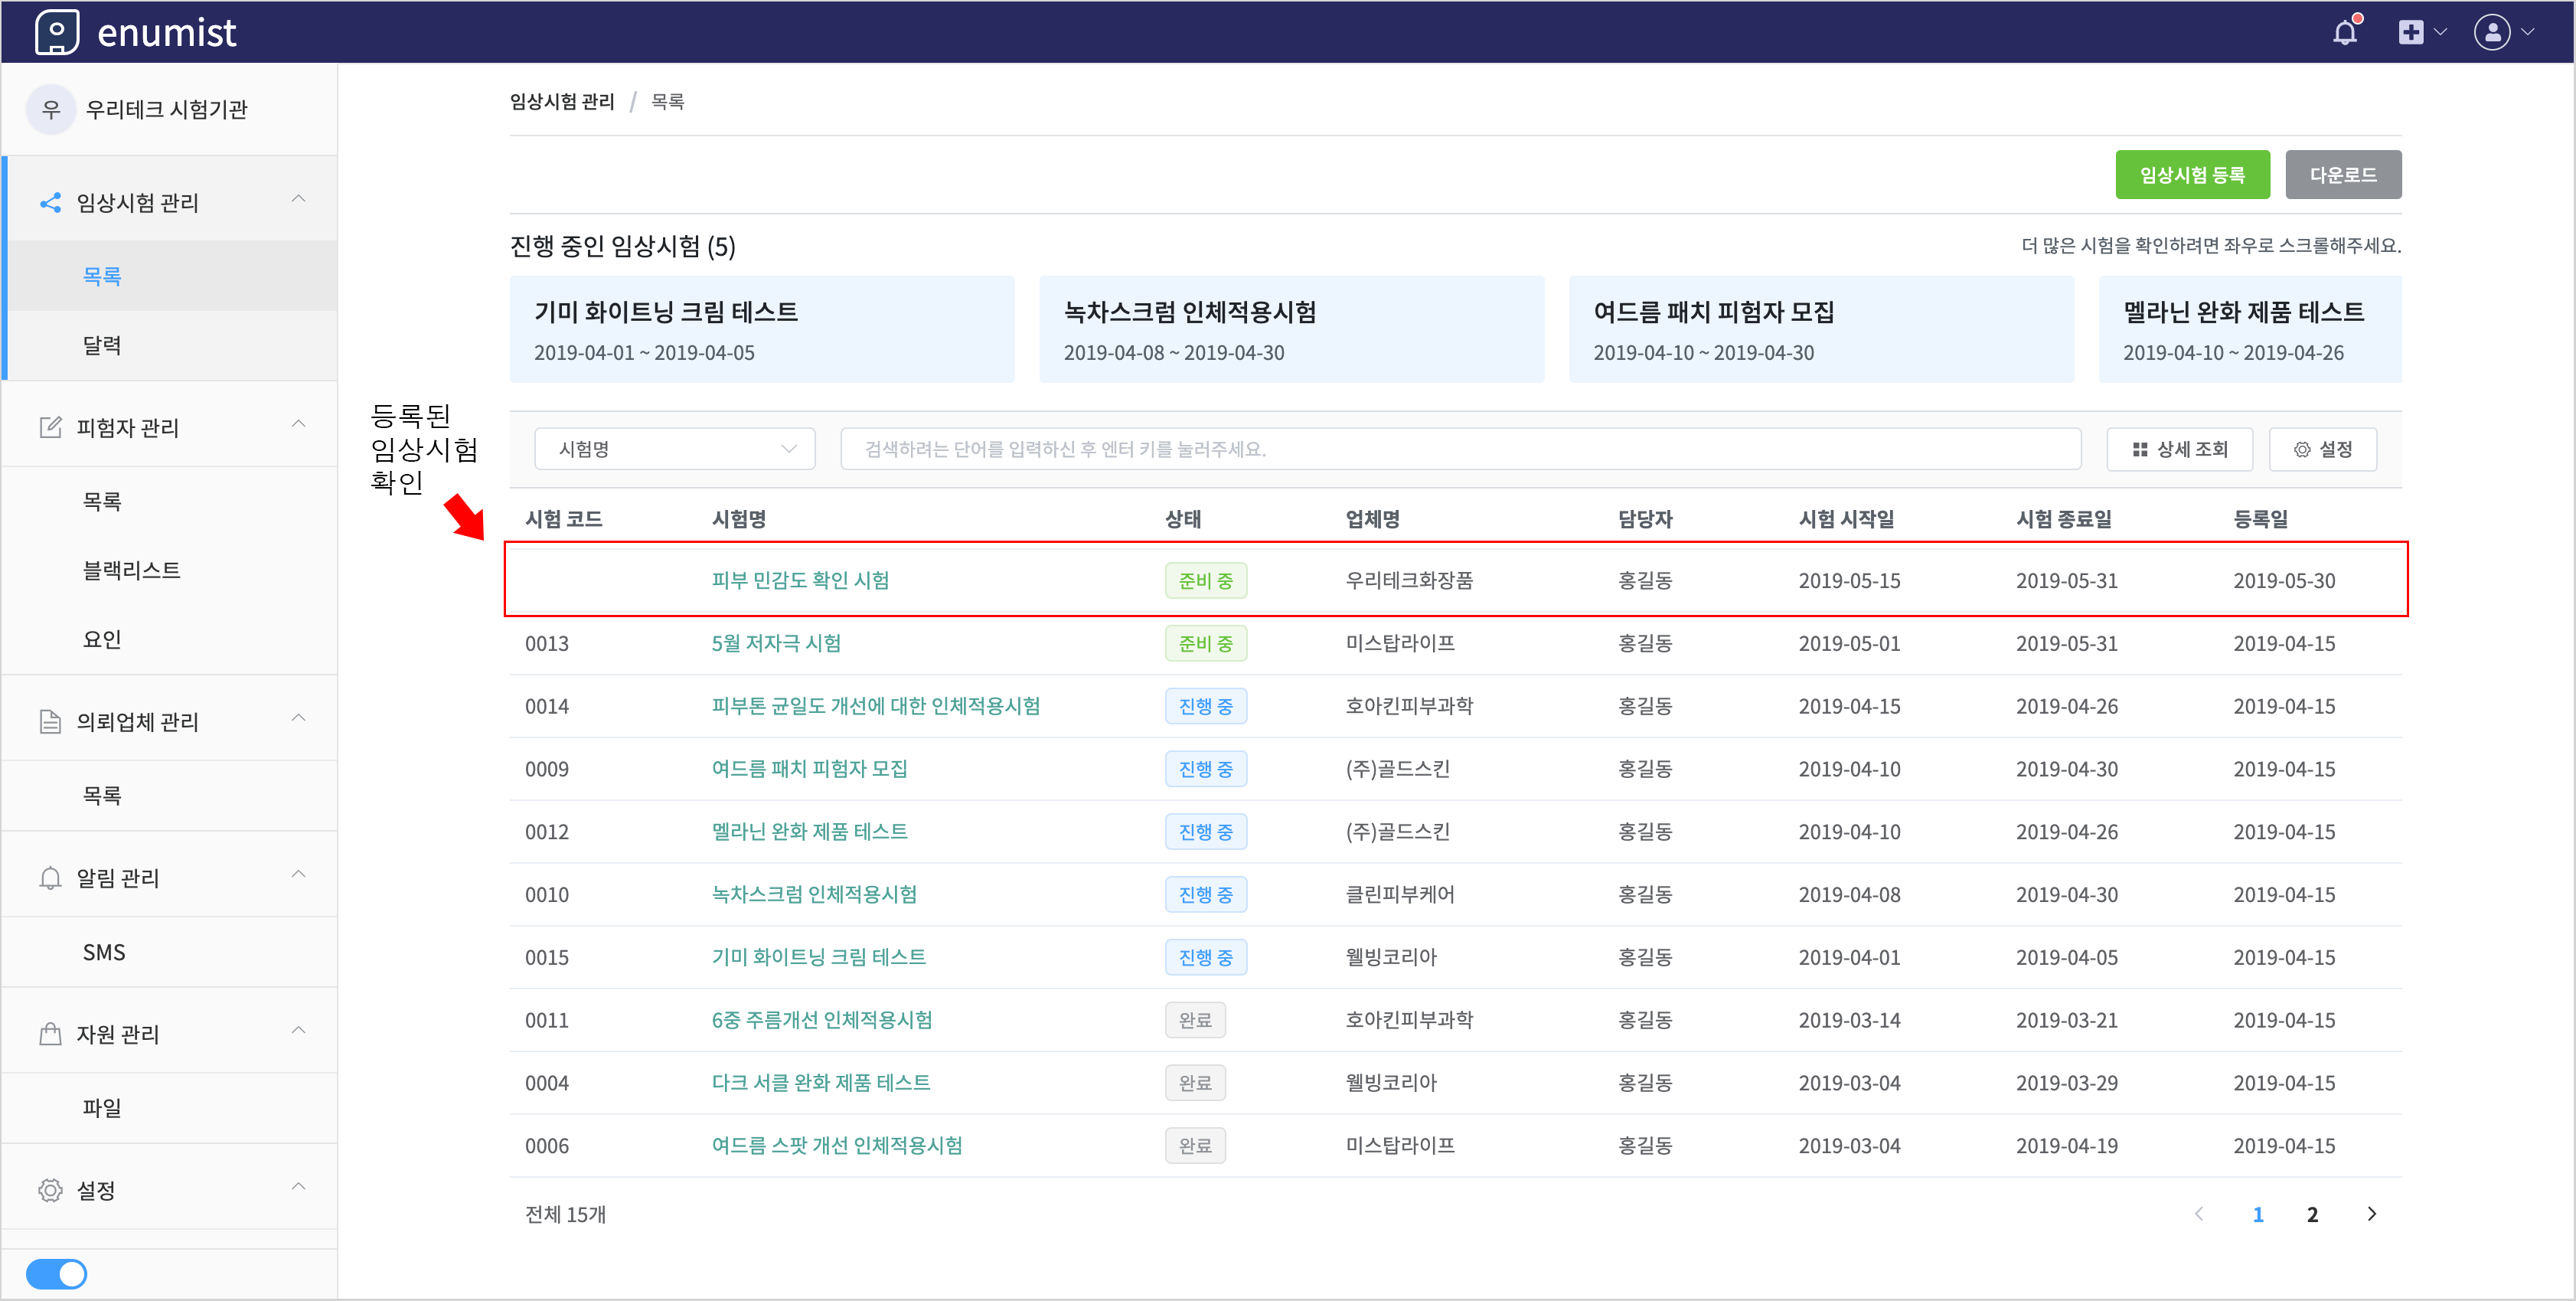 enumist
우 우리테크 시험기관
임상시험 관리
목록
달력
피험자 관리
목록
블랙리스트
요인
의뢰업체 관리
목록
알림 관리
SMS
자원 관리
파일
설정
임상시험 관리 / 목록
임상시험 등록 다운로드
진행 중인 임상시험 (5) 더 많은 시험을 확인하려면 좌우로 스크롤해주세요.
기미 화이트닝 크림 테스트
2019-04-01 ~ 2019-04-05
녹차스크럼 인체적용시험
2019-04-08 ~ 2019-04-30
여드름 패치 피험자 모집
2019-04-10 ~ 2019-04-30
멜라닌 완화 제품 테스트
2019-04-10 ~ 2019-04-26
등록된
임상시험
확인
시험명 검색하려는 단어를 입력하신 후 엔터 키를 눌러주세요. 상세 조회 설정
시험 코드 시험명 상태 업체명 담당자 시험 시작일 시험 종료일 등록일
피부 민감도 확인 시험 준비 중 우리테크화장품 홍길동 2019-05-15 2019-05-31 2019-05-30
0013 5월 저자극 시험 준비 중 미스탑라이프 홍길동 2019-05-01 2019-05-31 2019-04-15
0014 피부톤 균일도 개선에 대한 인체적용시험 진행 중 호아킨피부과학 홍길동 2019-04-15 2019-04-26 2019-04-15
0009 여드름 패치 피험자 모집 진행 중 (주)골드스킨 홍길동 2019-04-10 2019-04-30 2019-04-15
0012 멜라닌 완화 제품 테스트 진행 중 (주)골드스킨 홍길동 2019-04-10 2019-04-26 2019-04-15
0010 녹차스크럼 인체적용시험 진행 중 클린피부케어 홍길동 2019-04-08 2019-04-30 2019-04-15
0015 기미 화이트닝 크림 테스트 진행 중 웰빙코리아 홍길동 2019-04-01 2019-04-05 2019-04-15
0011 6중 주름개선 인체적용시험 완료 호아킨피부과학 홍길동 2019-03-14 2019-03-21 2019-04-15
0004 다크 서클 완화 제품 테스트 완료 웰빙코리아 홍길동 2019-03-04 2019-03-29 2019-04-15
0006 여드름 스팟 개선 인체적용시험 완료 미스탑라이프 홍길동 2019-03-04 2019-04-19 2019-04-15
전체 15개 1 2